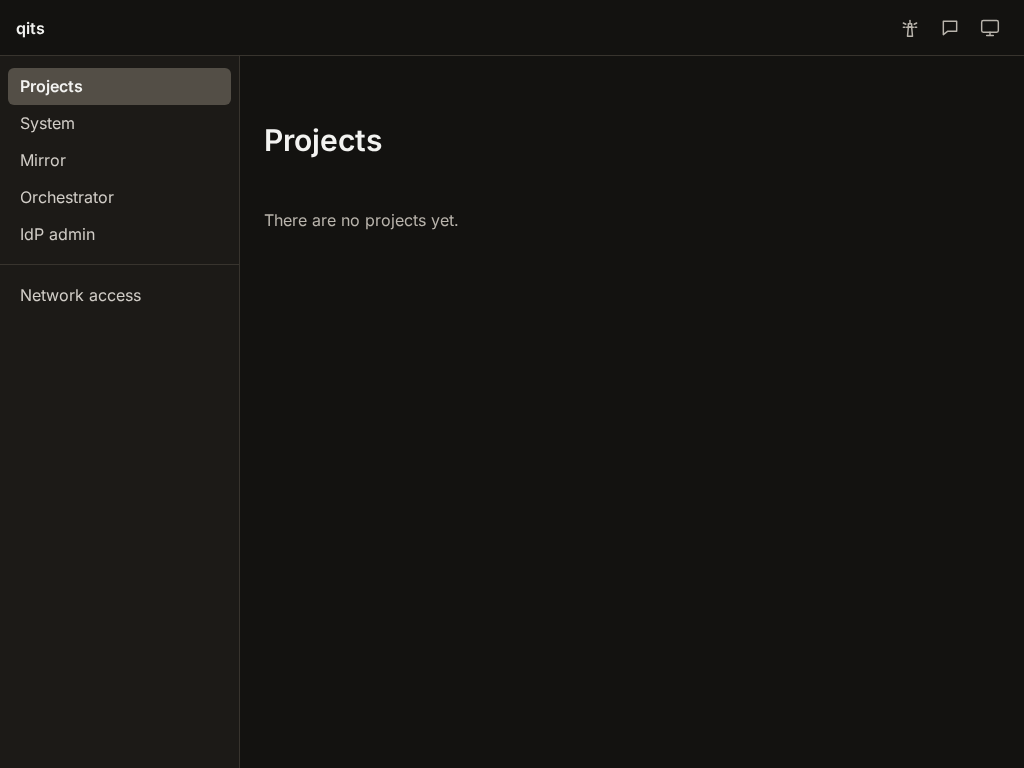 qits
Projects
System
Mirror
Orchestrator
IdP admin
Network access
Projects
There are no projects yet.